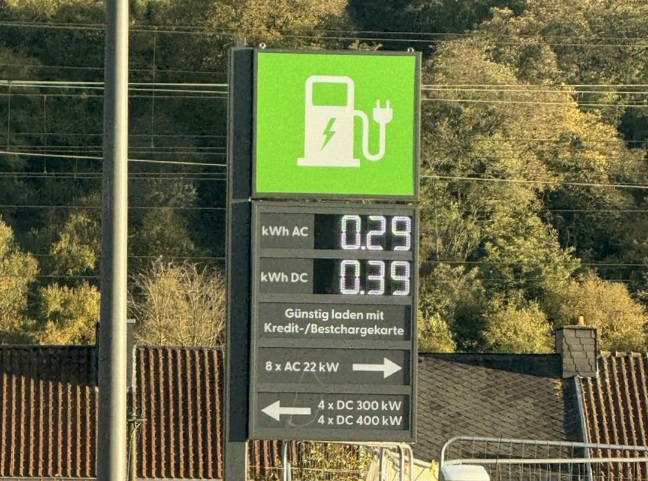 kWh AC 0.29
kWh DC 0.39
Günstig laden mit
Kredit-/Bestchargekarte
8 x AC 22 kW
4 x DC 300 kW
4 x DC 400 kW